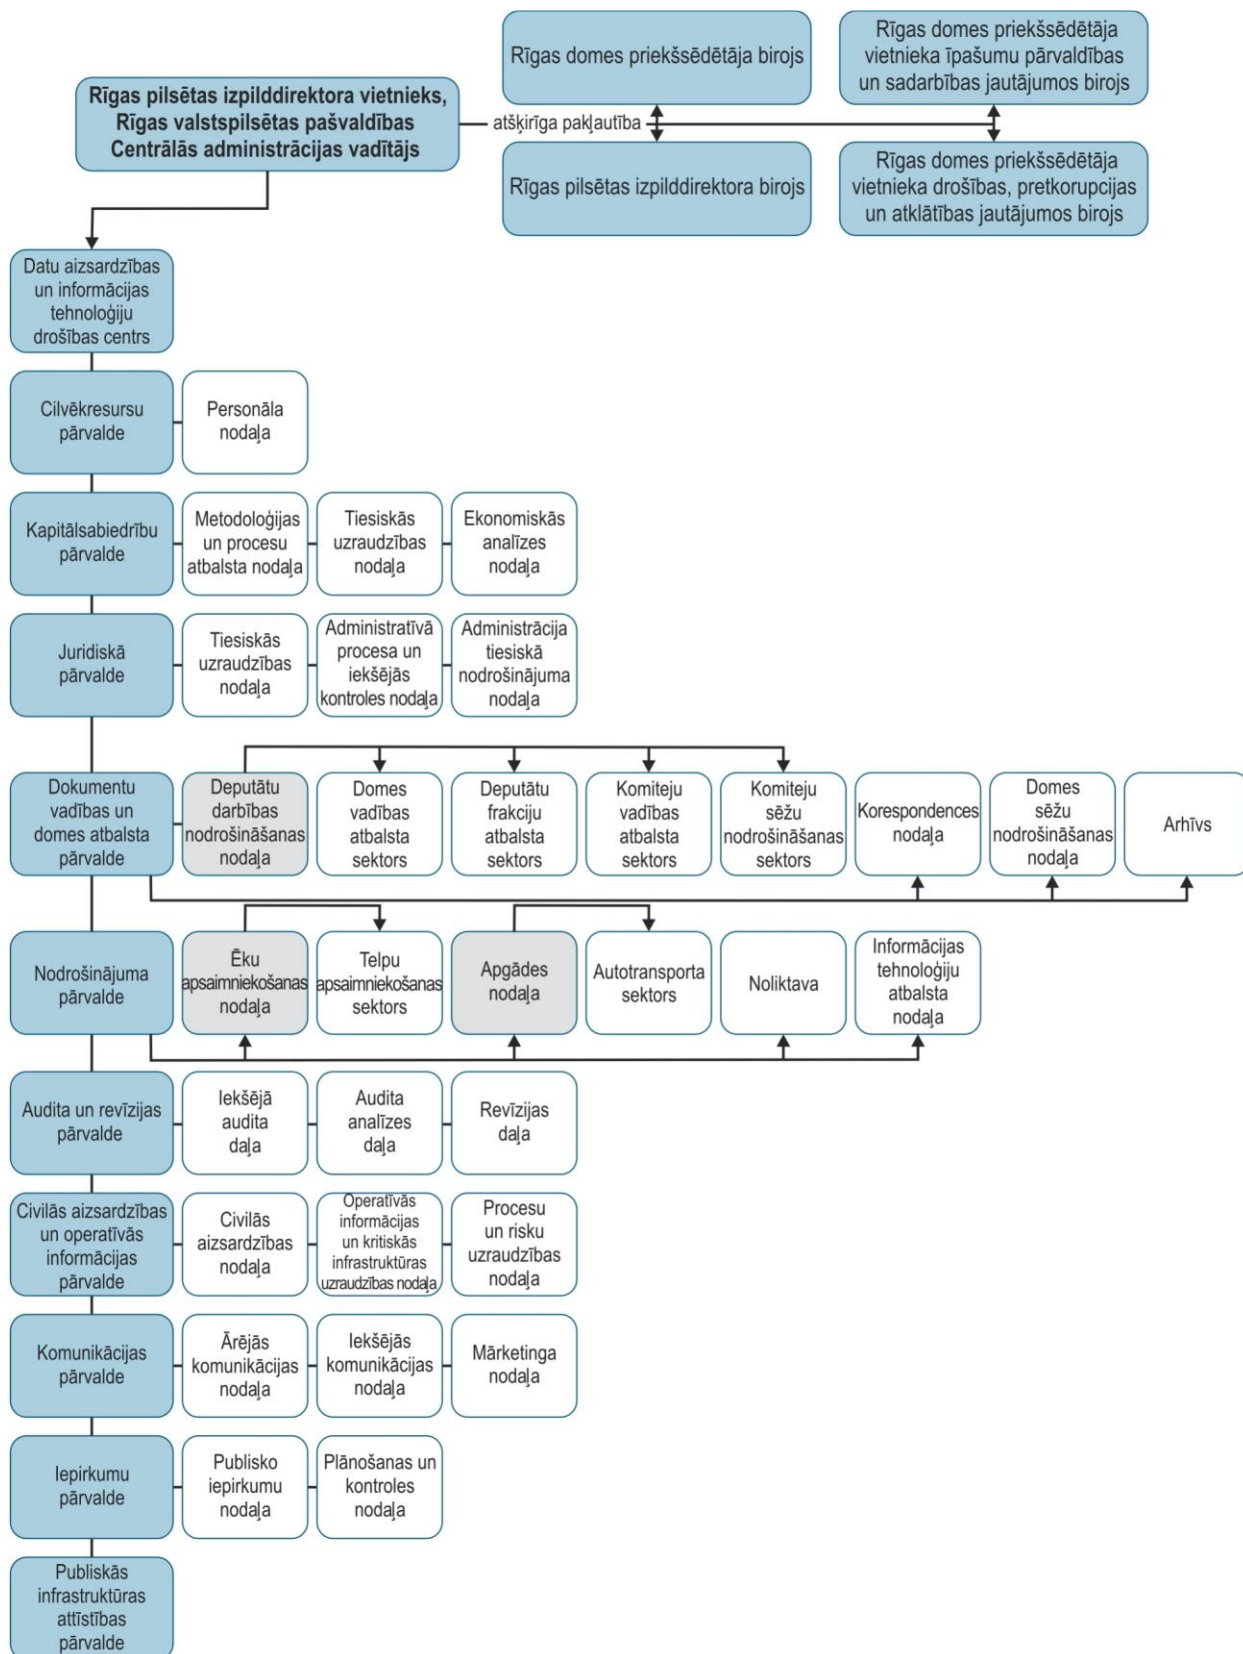 Rīgas pilsētas izpilddirektora vietnieks,
Rīgas valstspilsētas pašvaldības
Centrālās administrācijas vadītājs
atšķirīga pakļautība
Rīgas domes priekšsēdētāja birojs
Rīgas domes priekšsēdētāja
vietnieka īpašumu pārvaldības
un sadarbības jautājumos birojs
Rīgas pilsētas izpilddirektora birojs
Rīgas domes priekšsēdētāja
vietnieka drošības, pretkorupcijas
un atklātības jautājumos birojs
Datu aizsardzības
un informācijas
tehnoloģiju
drošības centrs
Cilvēkresursu
pārvalde
Personāla
nodaļa
Kapitālsabiedrību
pārvalde
Metodoloģijas
un procesu
atbalsta nodaļa
Tiesiskās
uzraudzības
nodaļa
Ekonomiskās
analīzes
nodaļa
Juridiskā
pārvalde
Tiesiskās
uzraudzības
nodaļa
Administratīvā
procesa un
iekšējās
kontroles nodaļa
Administrācija
tiesiskā
nodrošinājuma
nodaļa
Dokumentu
vadības un
domes atbalsta
pārvalde
Deputātu
darbības
nodrošināšanas
nodaļa
Domes
vadības
atbalsta
sektors
Deputātu
frakciju
atbalsta
sektors
Komiteju
vadības
atbalsta
sektors
Komiteju
sēžu
nodrošināšanas
sektors
Korespondences
nodaļa
Domes
sēžu
nodrošināšanas
nodaļa
Arhīvs
Nodrošinājuma
pārvalde
Ēku
apsaimniekošanas
nodaļa
Telpu
apsaimniekošanas
sektors
Apgādes
nodaļa
Autotransporta
sektors
Noliktava
Informācijas
tehnoloģiju
atbalsta
nodaļa
Audita un revīzijas
pārvalde
Iekšējā
audita
daļa
Audita
analīzes
daļa
Revīzijas
daļa
Civilās aizsardzības
un operatīvās
informācijas
pārvalde
Civilās
aizsardzības
nodaļa
Operatīvās
informācijas
un kritiskās
infrastruktūras
uzraudzības nodaļa
Procesu
un risku
uzraudzības
nodaļa
Komunikācijas
pārvalde
Ārējās
komunikācijas
nodaļa
Iekšējās
komunikācijas
nodaļa
Mārketinga
nodaļa
Iepirkumu
pārvalde
Publisko
iepirkumu
nodaļa
Plānošanas un
kontroles
nodaļa
Publiskās
infrastruktūras
attīstības
pārvalde